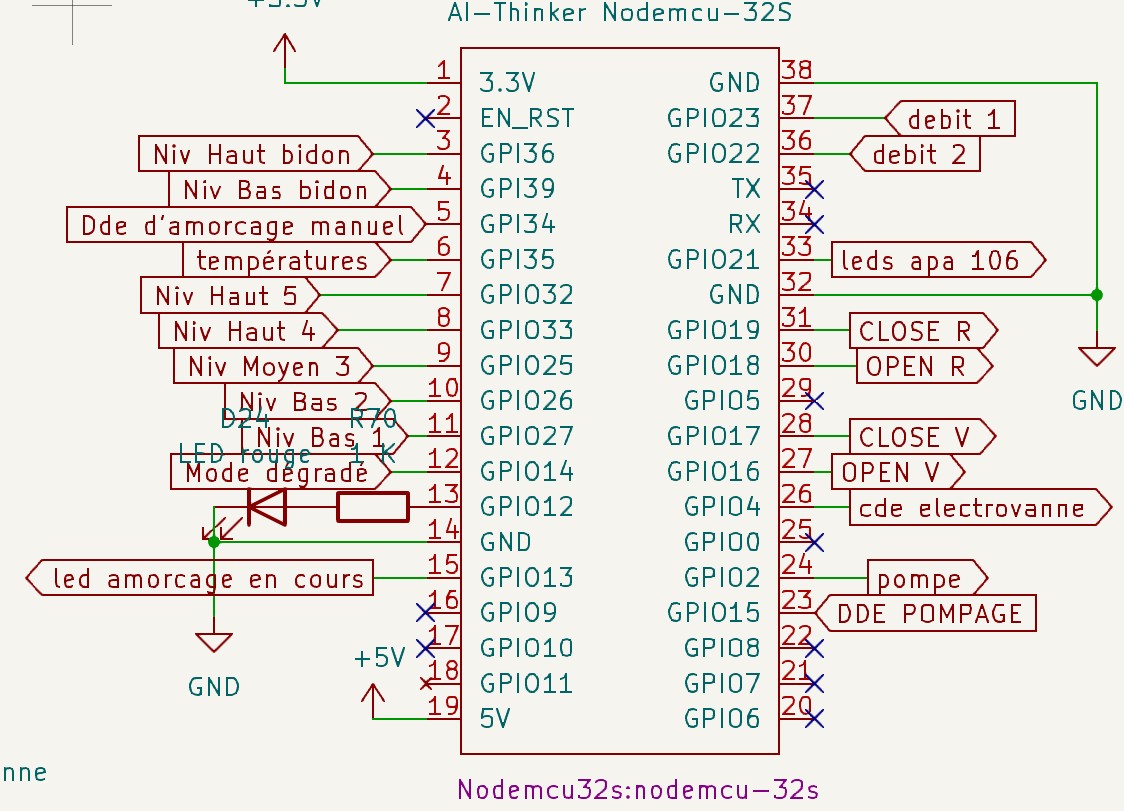 +3.3V
AI-Thinker Nodemcu-32S
1 3.3V GND 38
2 EN_RST GPIO23 37 debit 1
Niv Haut bidon 3 GPI36 GPIO22 36 debit 2
Niv Bas bidon 4 GPI39 TX 35
Dde d'amorcage manuel 5 GPI34 RX 34
températures 6 GPI35 GPIO21 33 leds apa 106
Niv Haut 5 7 GPIO32 GND 32
Niv Haut 4 8 GPIO33 GPIO19 31 CLOSE R
Niv Moyen 3 9 GPIO25 GPIO18 30 OPEN R
Niv Bas 2 10 GPIO26 GPIO5 29 GND
D24 R70
Niv Bas 1 11 GPIO27 GPIO17 28 CLOSE V
LED rouge 1 K
Mode dégradé 12 GPIO14 GPIO16 27 OPEN V
13 GPIO12 GPIO4 26 cde electrovanne
14 GND GPIO0 25
led amorcage en cours 15 GPIO13 GPIO2 24 pompe
16 GPIO9 GPIO15 23 DDE POMPAGE
17 GPIO10 GPIO8 22
+5V
GND 18 GPIO11 GPIO7 21
19 5V GPIO6 20
nne
Nodemcu32s:nodemcu-32s